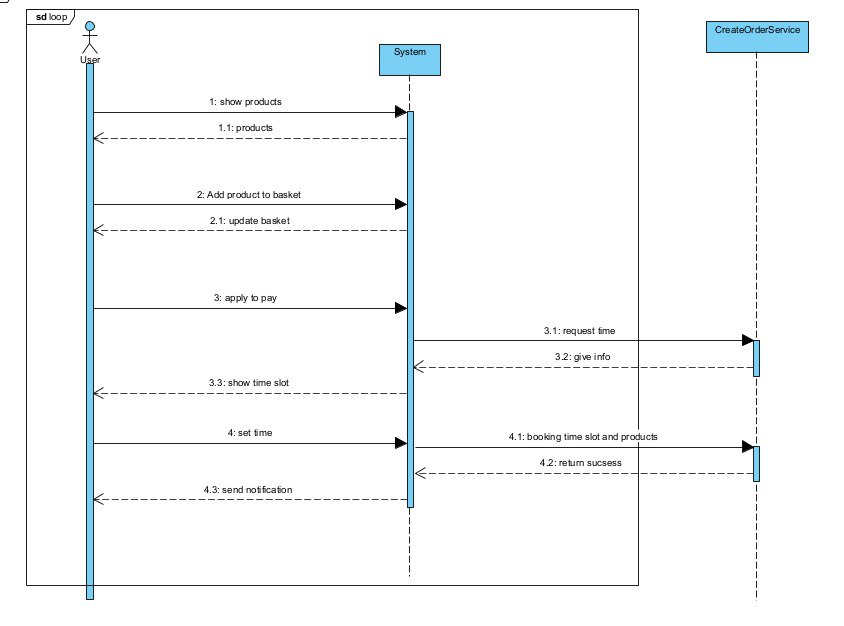 sd loop
User
System
CreateOrderService
1: show products
1.1: products
2: Add product to basket
2.1: update basket
3: apply to pay
3.1: request time
3.2: give info
3.3: show time slot
4: set time
4.1: booking time slot and products
4.2: return sucsess
4.3: send notification